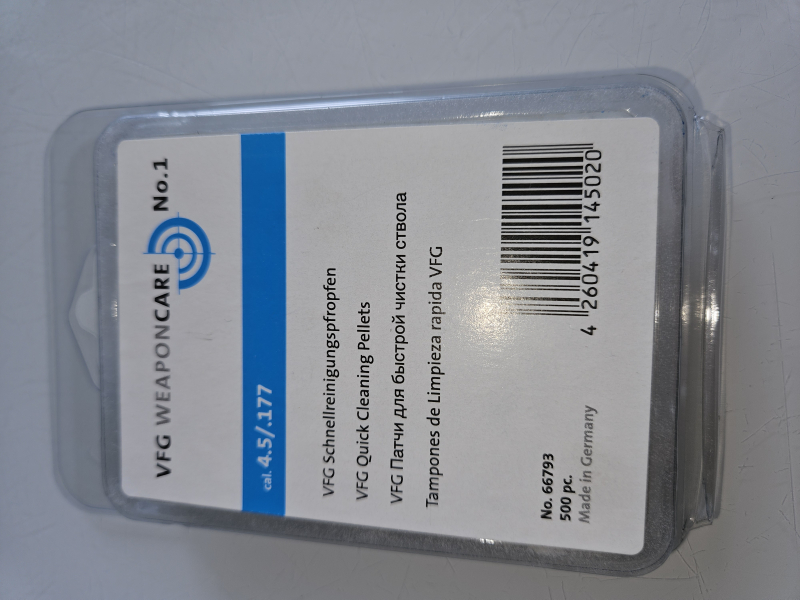 VFG WEAPONCARE No.1
cal. 4.5/.177
VFG Schnellreinigungspfropfen
VFG Quick Cleaning Pellets
VFG Патчи для быстрой чистки ствола
Tampones de Limpieza rapida VFG
No. 66793
500 pc.
Made in Germany
4 260419 145020